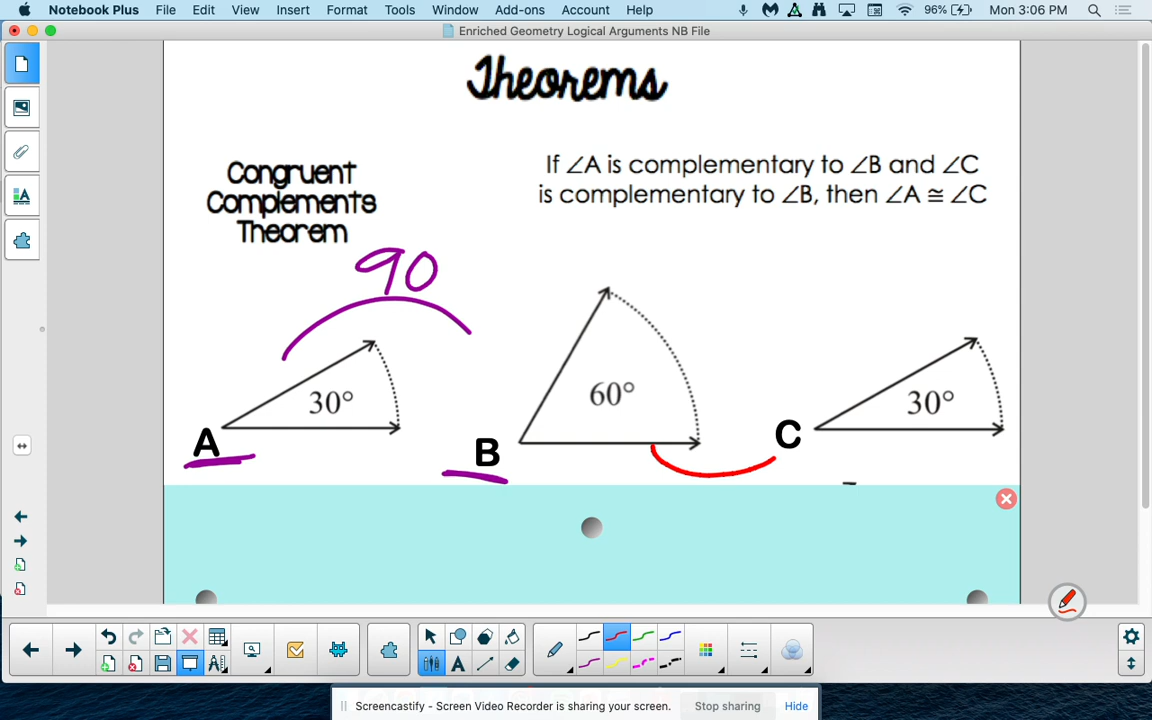 Notebook Plus File Edit View Insert Format Tools Window Add-ons Account Help 96% Mon 3:06 PM
Enriched Geometry Logical Arguments NB File
Theorems
Congruent
Complements
Theorem
If ∠A is complementary to ∠B and ∠C
is complementary to ∠B, then ∠A ≅ ∠C
90
30°
60°
30°
A
B
C
Screencastify - Screen Video Recorder is sharing your screen. Stop sharing Hide